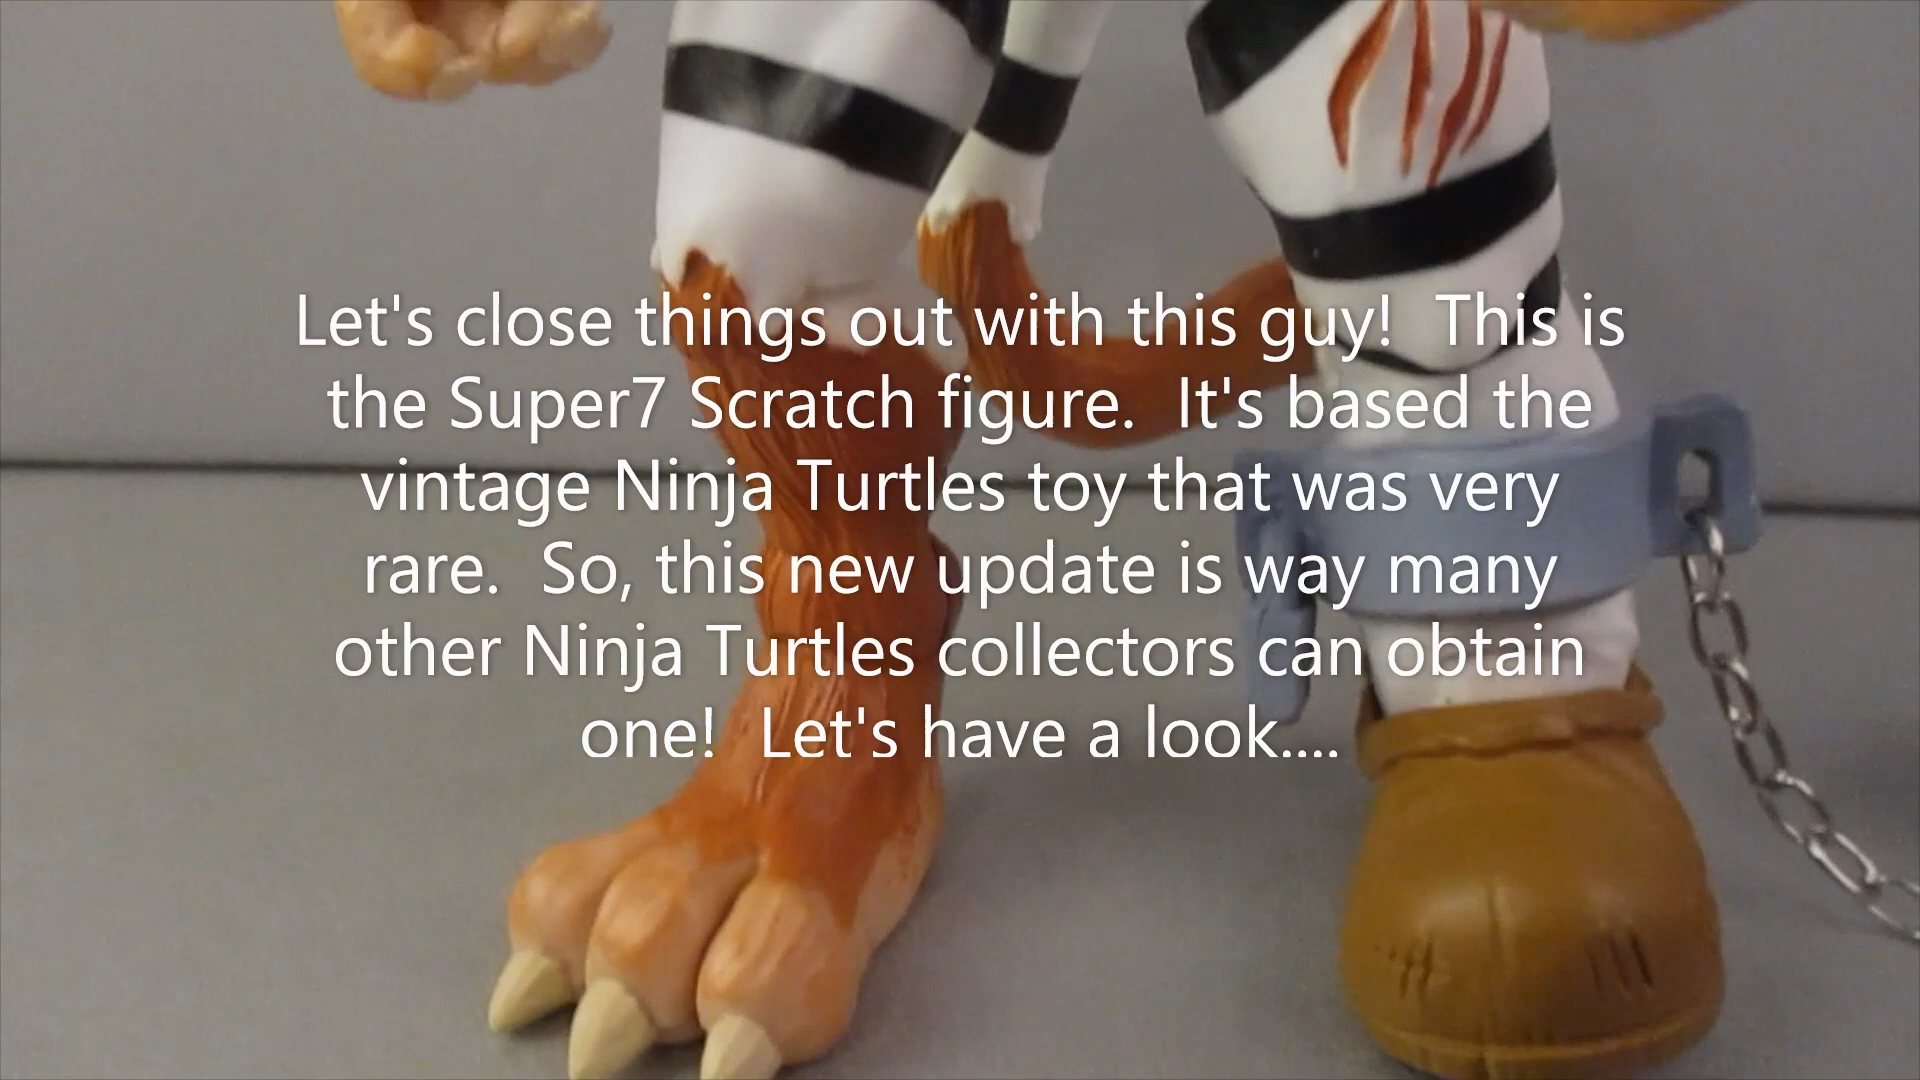 Let's close things out with this guy!  This is
the Super7 Scratch figure.  It's based the
vintage Ninja Turtles toy that was very
rare.  So, this new update is way many
other Ninja Turtles collectors can obtain
one!  Let's have a look....